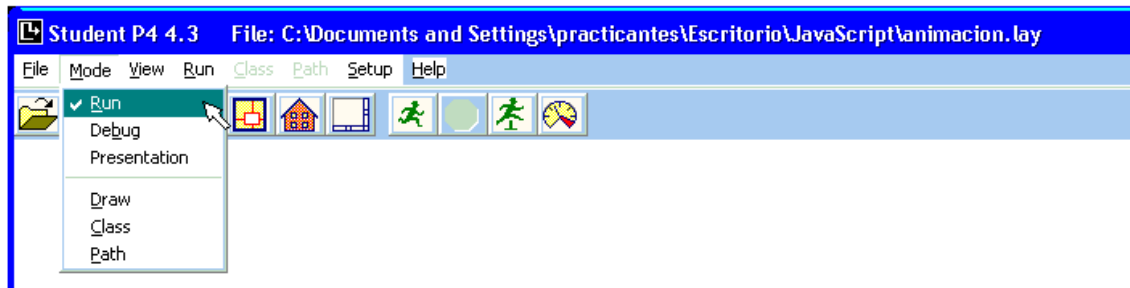 Student P4 4.3 File: C:\Documents and Settings\practicantes\Escritorio\JavaScript\animacion.lay
File Mode View Run Class Path Setup Help
Run
Debug
Presentation
Draw
Class
Path